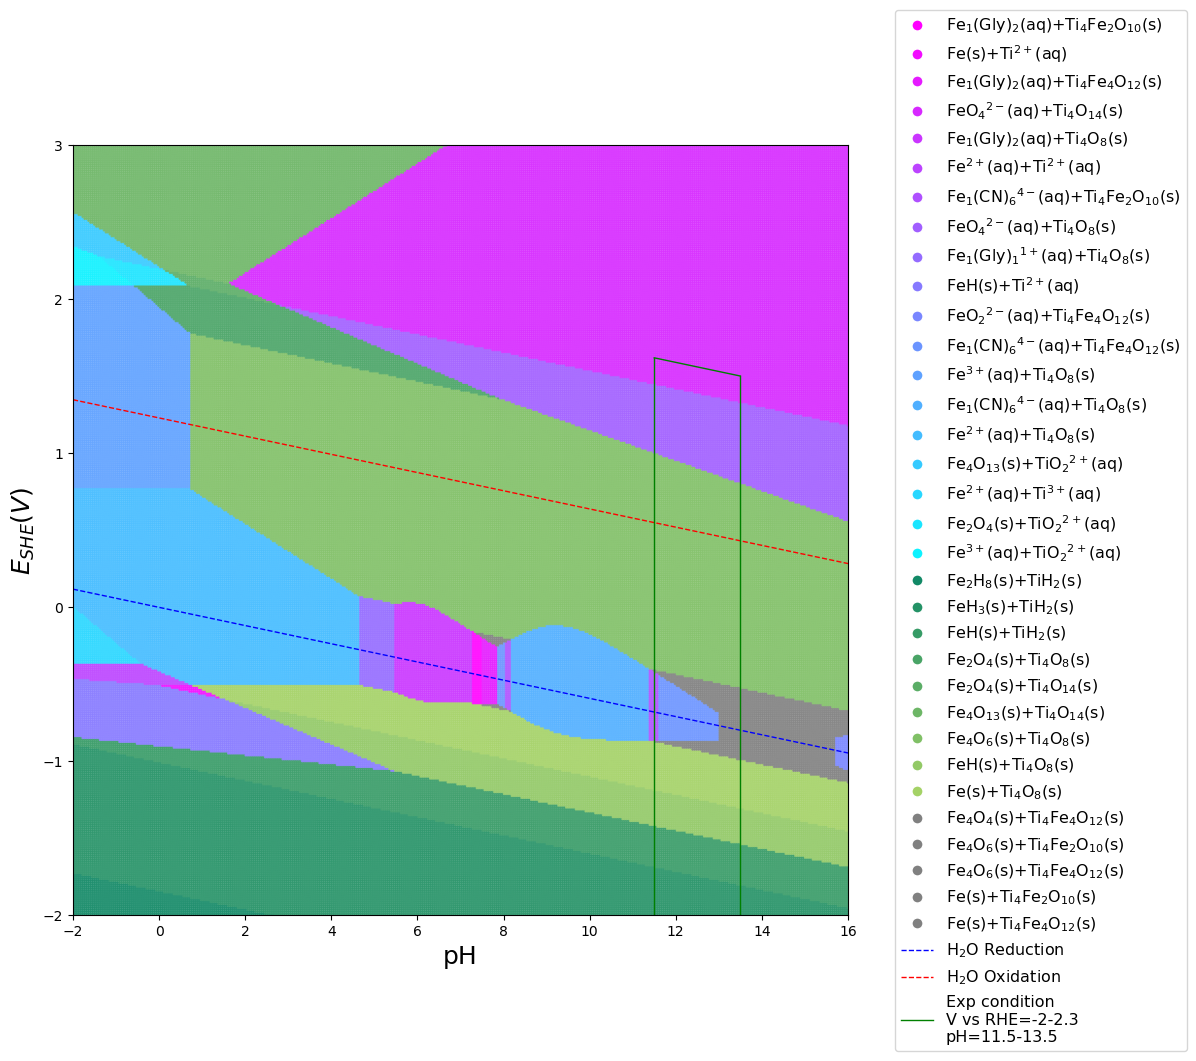 3
2
1
0
−1
−2
−2
0
2
4
6
8
10
12
14
16
pH
E_SHE(V)
Fe₁(Gly)₂(aq)+Ti₄Fe₂O₁₀(s)
Fe(s)+Ti²⁺(aq)
Fe₁(Gly)₂(aq)+Ti₄Fe₄O₁₂(s)
FeO₄²⁻(aq)+Ti₄O₁₄(s)
Fe₁(Gly)₂(aq)+Ti₄O₈(s)
Fe²⁺(aq)+Ti²⁺(aq)
Fe₁(CN)₆⁴⁻(aq)+Ti₄Fe₂O₁₀(s)
FeO₄²⁻(aq)+Ti₄O₈(s)
Fe₁(Gly)₁¹⁺(aq)+Ti₄O₈(s)
FeH(s)+Ti²⁺(aq)
FeO₂²⁻(aq)+Ti₄Fe₄O₁₂(s)
Fe₁(CN)₆⁴⁻(aq)+Ti₄Fe₄O₁₂(s)
Fe³⁺(aq)+Ti₄O₈(s)
Fe₁(CN)₆⁴⁻(aq)+Ti₄O₈(s)
Fe²⁺(aq)+Ti₄O₈(s)
Fe₄O₁₃(s)+TiO₂²⁺(aq)
Fe²⁺(aq)+Ti³⁺(aq)
Fe₂O₄(s)+TiO₂²⁺(aq)
Fe³⁺(aq)+TiO₂²⁺(aq)
Fe₂H₈(s)+TiH₂(s)
FeH₃(s)+TiH₂(s)
FeH(s)+TiH₂(s)
Fe₂O₄(s)+Ti₄O₈(s)
Fe₂O₄(s)+Ti₄O₁₄(s)
Fe₄O₁₃(s)+Ti₄O₁₄(s)
Fe₄O₆(s)+Ti₄O₈(s)
FeH(s)+Ti₄O₈(s)
Fe(s)+Ti₄O₈(s)
Fe₄O₄(s)+Ti₄Fe₄O₁₂(s)
Fe₄O₆(s)+Ti₄Fe₂O₁₀(s)
Fe₄O₆(s)+Ti₄Fe₄O₁₂(s)
Fe(s)+Ti₄Fe₂O₁₀(s)
Fe(s)+Ti₄Fe₄O₁₂(s)
H₂O Reduction
H₂O Oxidation
Exp condition
V vs RHE=-2-2.3
pH=11.5-13.5